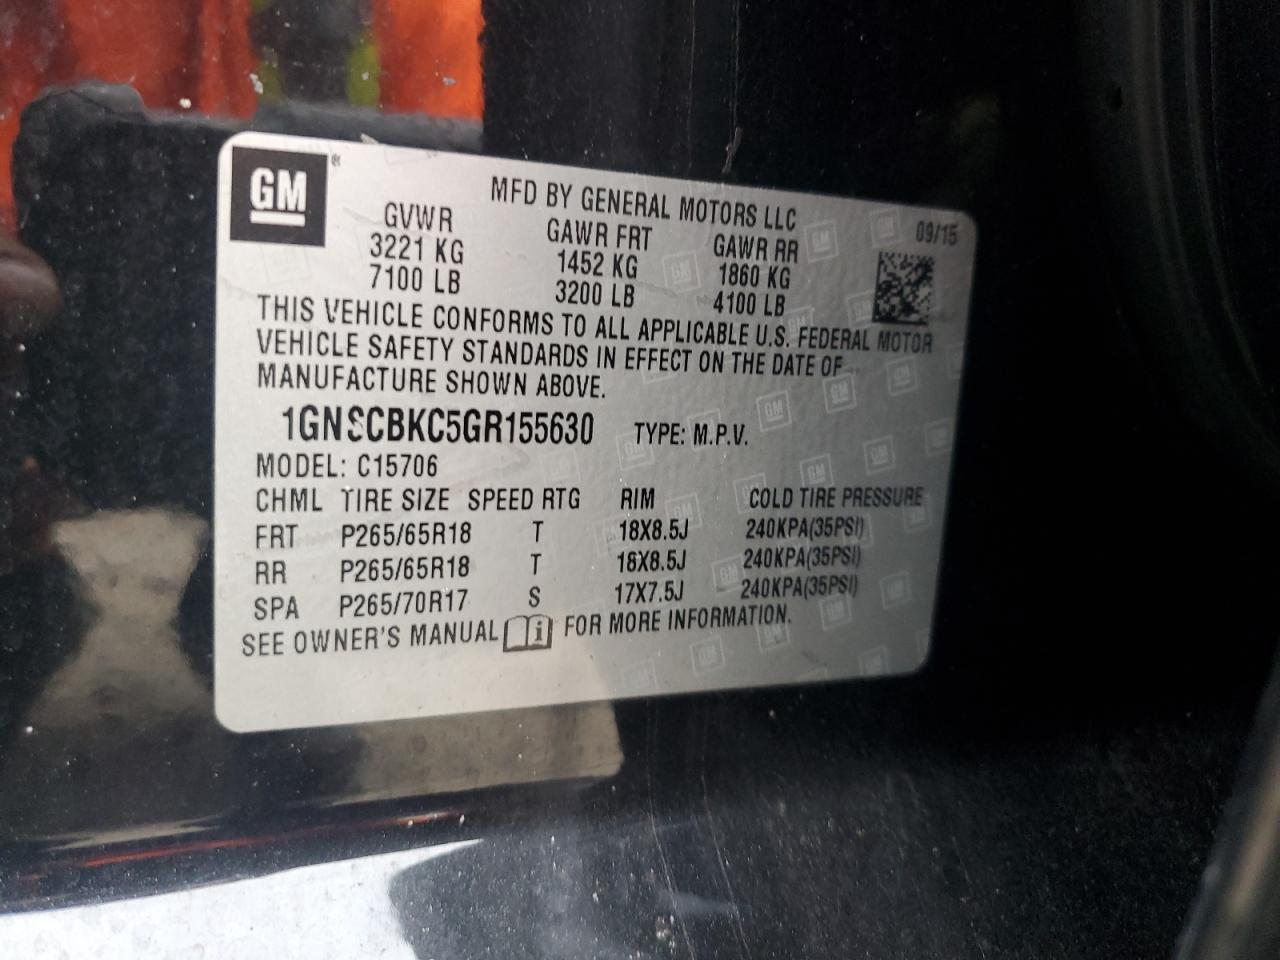 GM ®
MFD BY GENERAL MOTORS LLC
09/15
GVWR GAWR FRT GAWR RR
3221 KG 1452 KG 1860 KG
7100 LB 3200 LB 4100 LB
THIS VEHICLE CONFORMS TO ALL APPLICABLE U.S. FEDERAL MOTOR
VEHICLE SAFETY STANDARDS IN EFFECT ON THE DATE OF
MANUFACTURE SHOWN ABOVE.
1GNSCBKC5GR155630 TYPE: M.P.V.
MODEL: C15706
CHML TIRE SIZE SPEED RTG RIM COLD TIRE PRESSURE
FRT P265/65R18 T 18X8.5J 240KPA(35PSI)
RR P265/65R18 T 18X8.5J 240KPA(35PSI)
SPA P265/70R17 S 17X7.5J 240KPA(35PSI)
SEE OWNER'S MANUAL i FOR MORE INFORMATION.